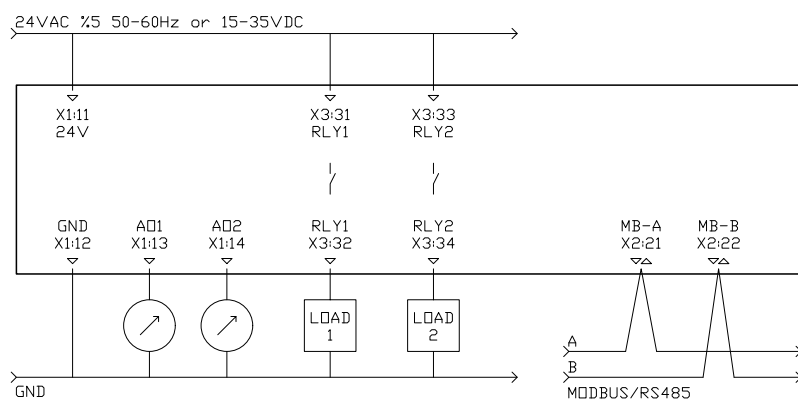 24VAC %5 50-60Hz or 15-35VDC
X1:11 X3:31 X3:33
24V RLY1 RLY2
GND AO1 AO2 RLY1 RLY2 MB-A MB-B
X1:12 X1:13 X1:14 X3:32 X3:34 X2:21 X2:22
LOAD LOAD
1 2
A
B
GND MODBUS/RS485